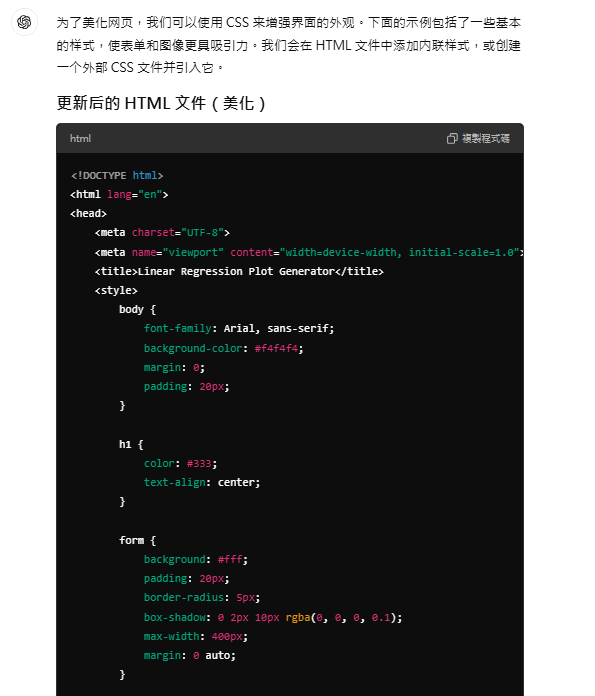 为了美化网页，我们可以使用 CSS 来增强界面的外观。下面的示例包括了一些基本
的样式，使表单和图像更具吸引力。我们会在 HTML 文件中添加内联样式，或创建
一个外部 CSS 文件并引入它。
更新后的 HTML 文件（美化）
html 複製程式碼
<!DOCTYPE html>
<html lang="en">
<head>
    <meta charset="UTF-8">
    <meta name="viewport" content="width=device-width, initial-scale=1.0">
    <title>Linear Regression Plot Generator</title>
    <style>
        body {
            font-family: Arial, sans-serif;
            background-color: #f4f4f4;
            margin: 0;
            padding: 20px;
        }
        h1 {
            color: #333;
            text-align: center;
        }
        form {
            background: #fff;
            padding: 20px;
            border-radius: 5px;
            box-shadow: 0 2px 10px rgba(0, 0, 0, 0.1);
            max-width: 400px;
            margin: 0 auto;
        }